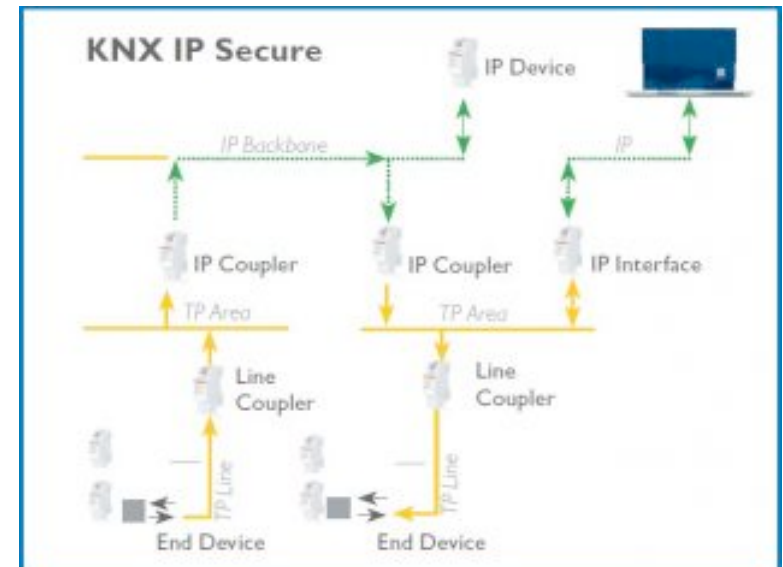 KNX IP Secure
IP Device
IP Backbone
IP
IP Coupler
IP Coupler
IP Interface
TP Area
TP Area
Line
Coupler
Line
Coupler
TP Line
TP Line
End Device
End Device